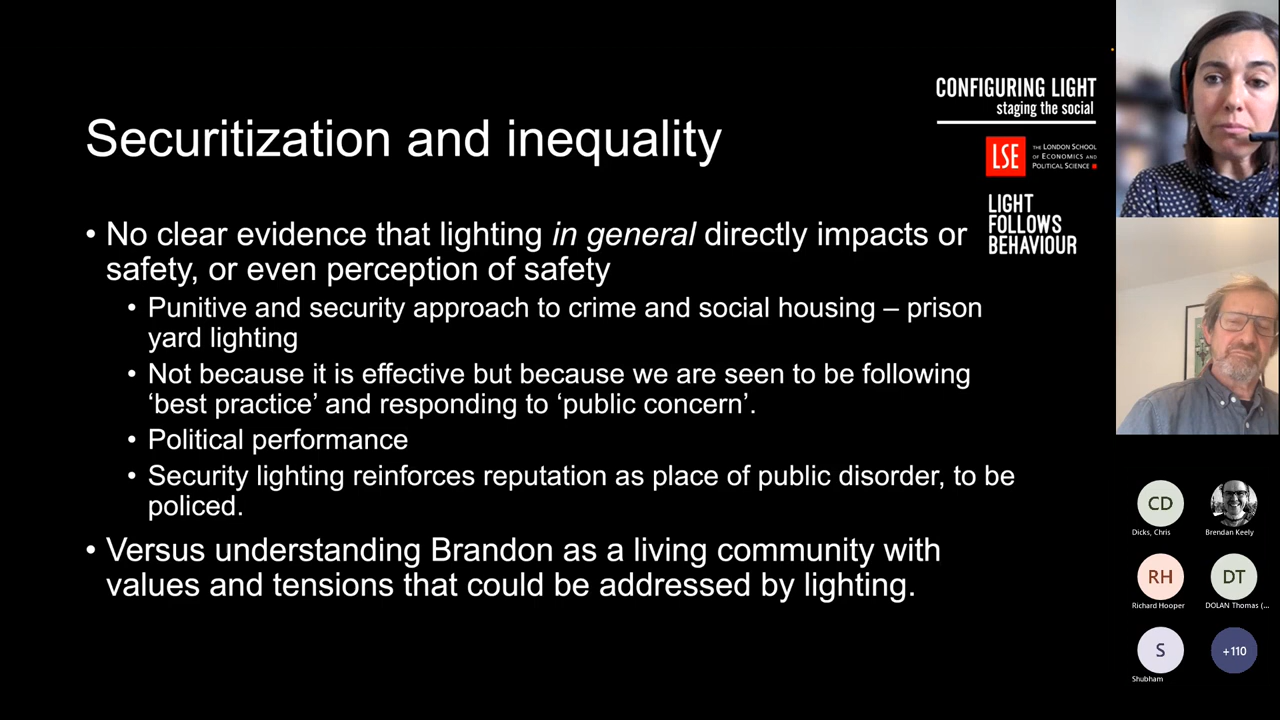 Securitization and inequality
• No clear evidence that lighting in general directly impacts or
safety, or even perception of safety
• Punitive and security approach to crime and social housing – prison
yard lighting
• Not because it is effective but because we are seen to be following
‘best practice’ and responding to ‘public concern’.
• Political performance
• Security lighting reinforces reputation as place of public disorder, to be
policed.
• Versus understanding Brandon as a living community with
values and tensions that could be addressed by lighting.
CONFIGURING LIGHT
staging the social
LSE
THE LONDON SCHOOL
OF ECONOMICS AND
POLITICAL SCIENCE
LIGHT
FOLLOWS
BEHAVIOUR
CD
Dicks, Chris
Brendan Keely
RH
Richard Hooper
DT
DOLAN Thomas (...
S
Shubham
+110